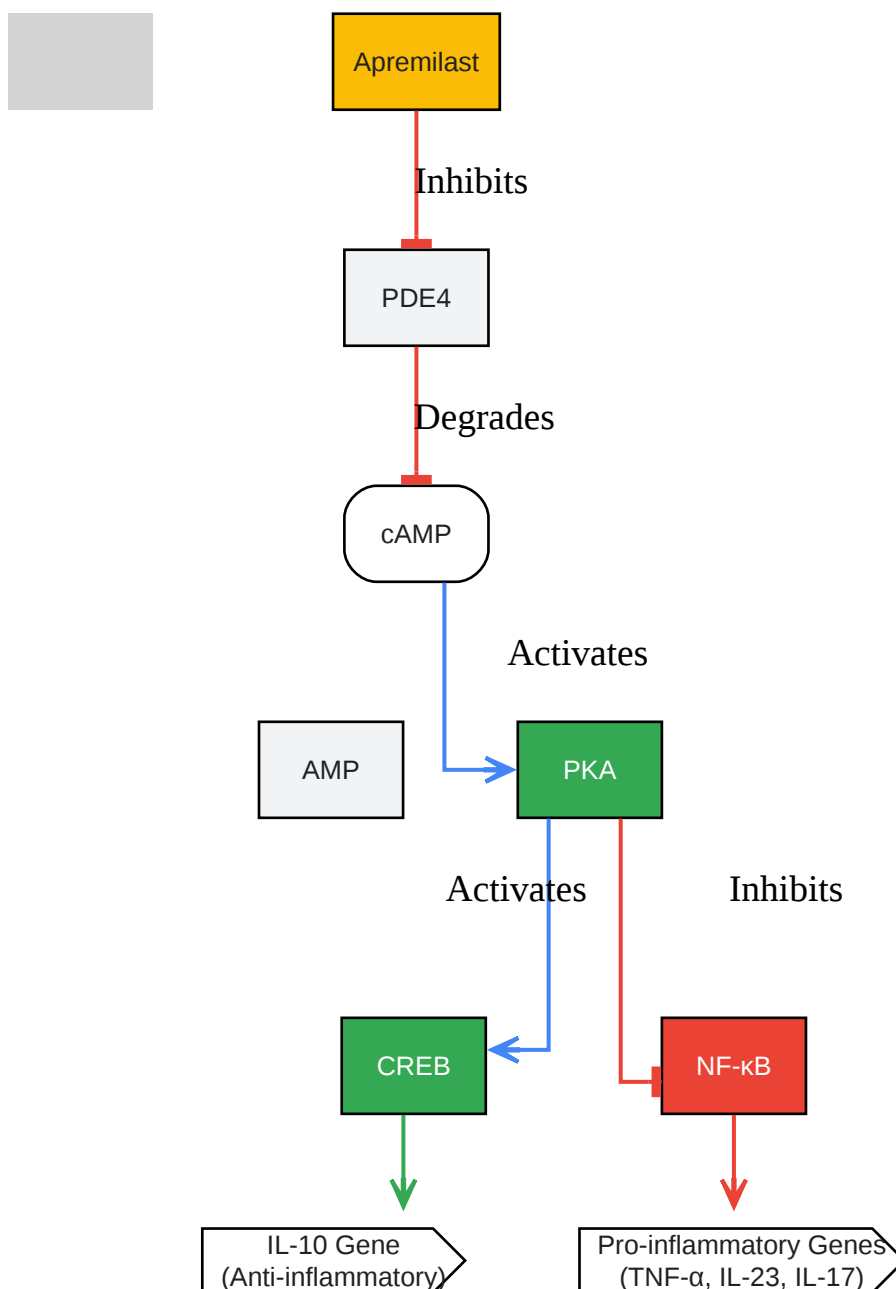 Apremilast
Inhibits
PDE4
Degrades
cAMP
Activates
AMP
PKA
Activates
Inhibits
CREB
NF-κB
IL-10 Gene
(Anti-inflammatory)
Pro-inflammatory Genes
(TNF-α, IL-23, IL-17)